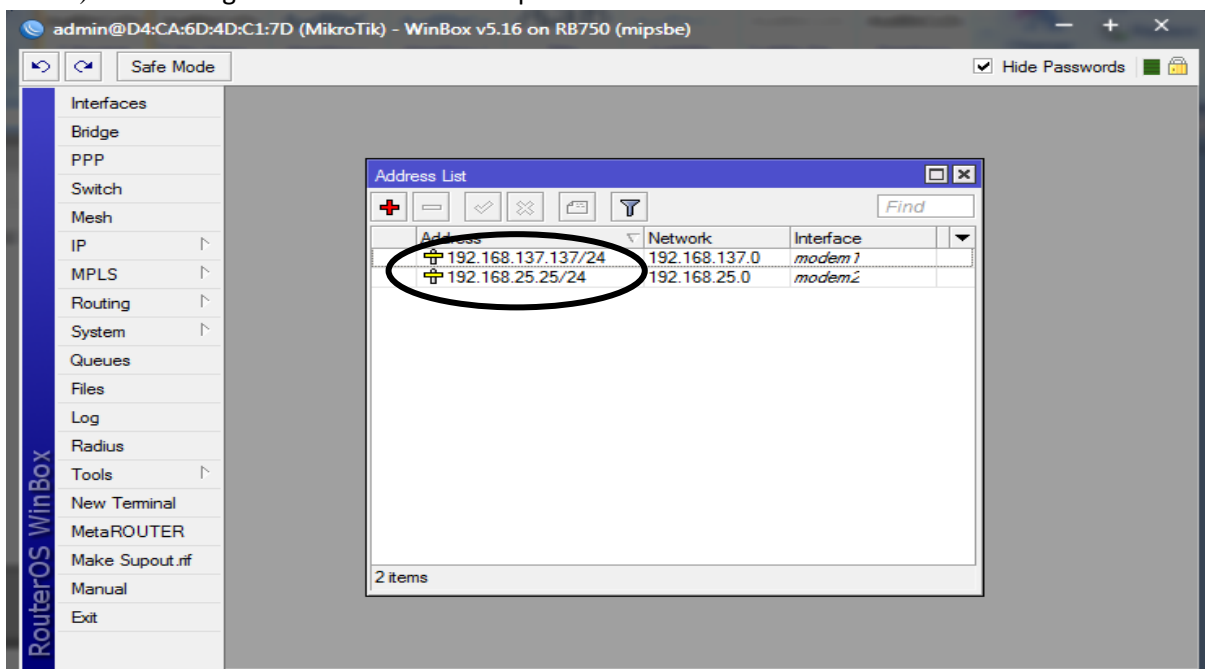 admin@D4:CA:6D:4D:C1:7D (MikroTik) - WinBox v5.16 on RB750 (mipsbe)
Safe Mode
Hide Passwords
Interfaces
Bridge
PPP
Switch
Mesh
IP
MPLS
Routing
System
Queues
Files
Log
Radius
Tools
New Terminal
MetaROUTER
Make Supout.rif
Manual
Exit
RouterOS WinBox
Address List
Find
Address Network Interface
192.168.137.137/24 192.168.137.0 modem1
192.168.25.25/24 192.168.25.0 modem2
2 items